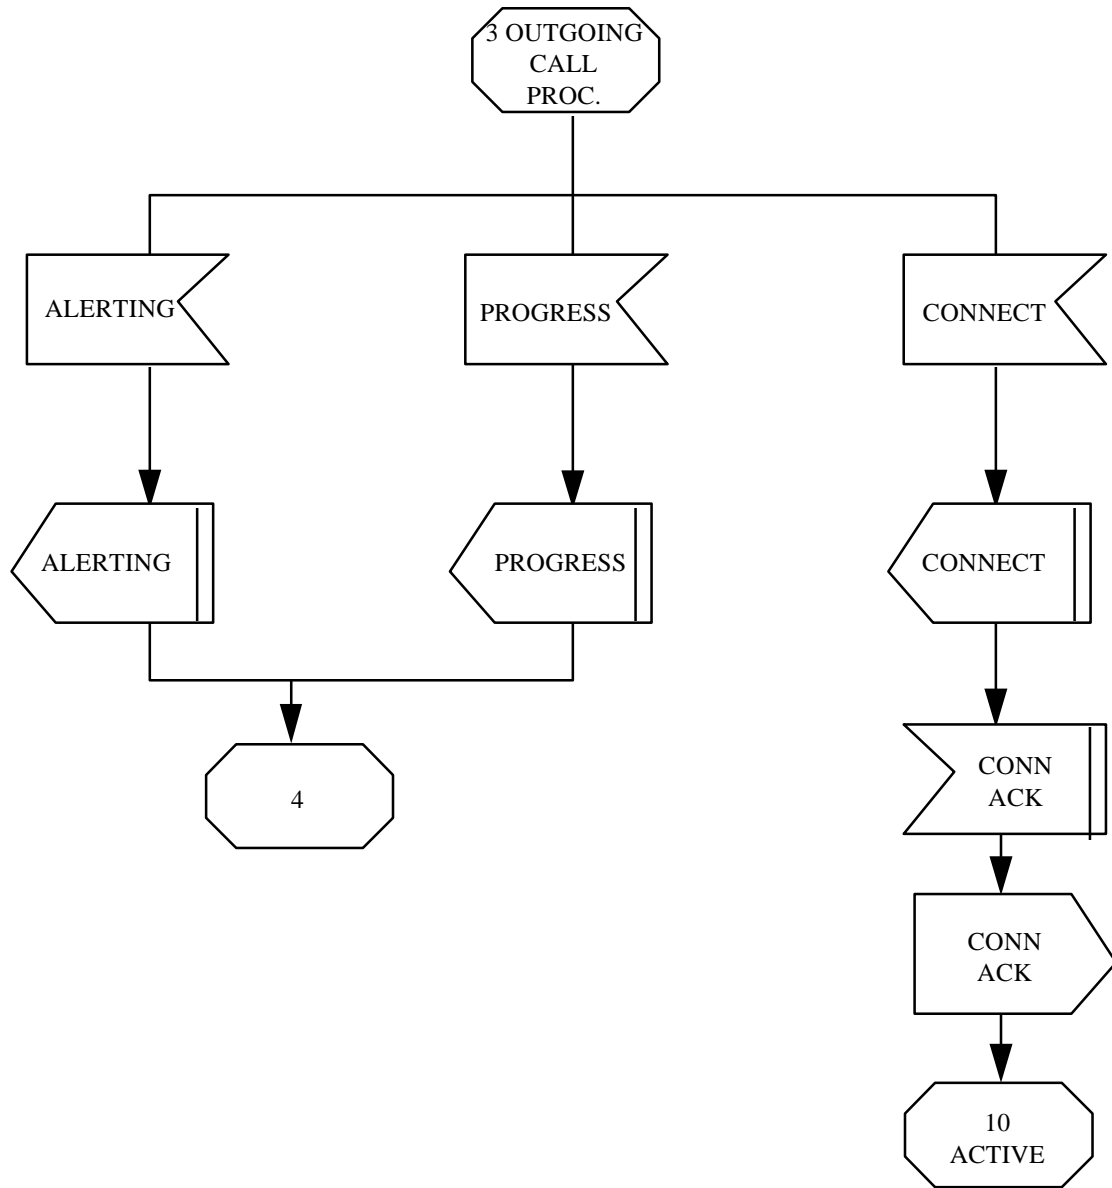 3 OUTGOING
CALL
PROC.
ALERTING
PROGRESS
CONNECT
ALERTING
PROGRESS
CONNECT
CONN
ACK
4
CONN
ACK
10
ACTIVE